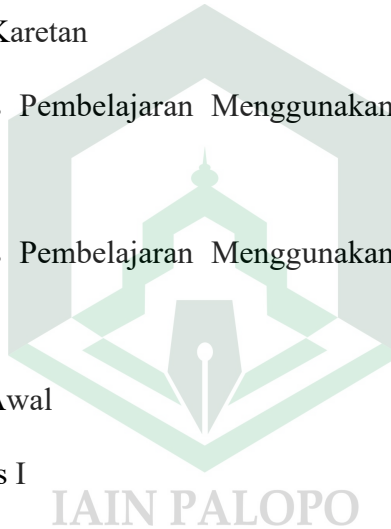 Karetan
Pembelajaran Menggunakan
Pembelajaran Menggunakan
Awal
s I
IAIN PALOPO